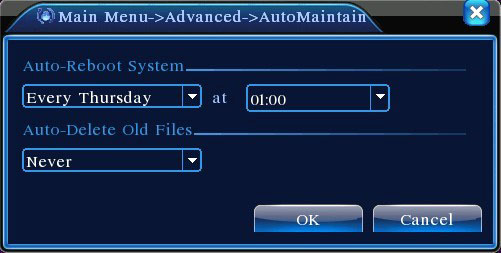 Main Menu->Advanced->AutoMaintain
Auto-Reboot System
Every Thursday at 01:00
Auto-Delete Old Files
Never
OK Cancel